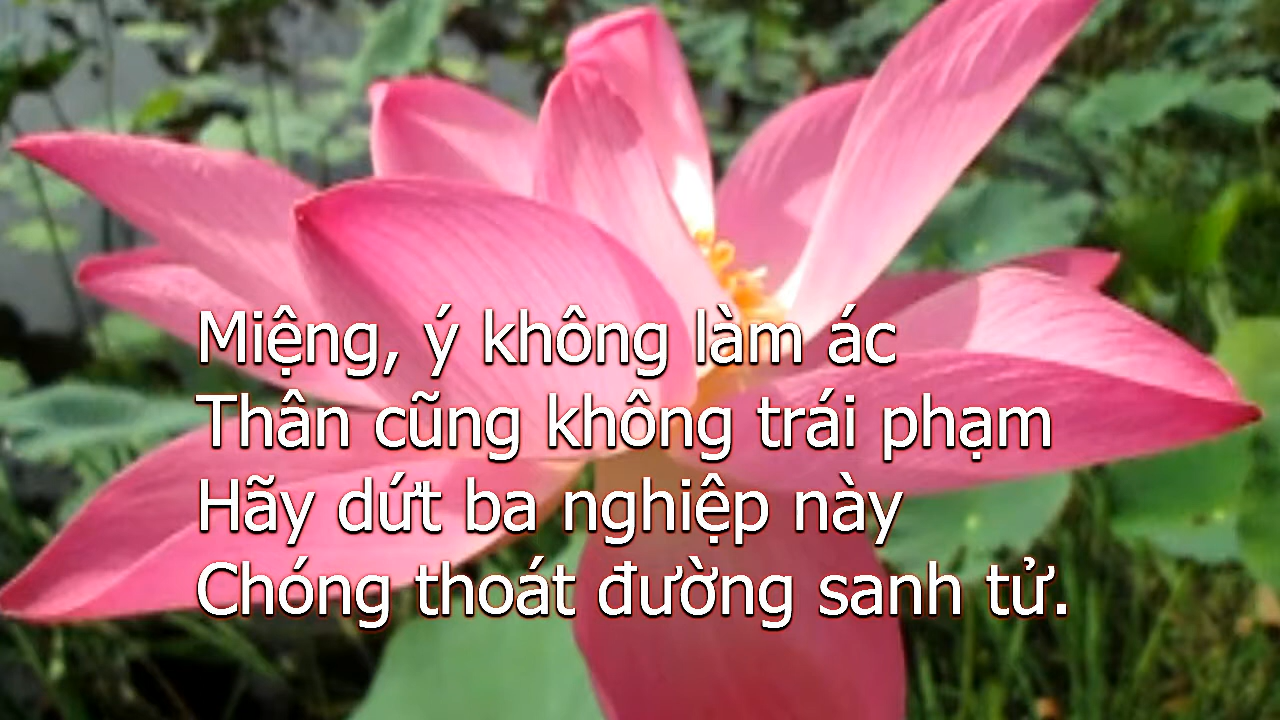 Miệng, ý không làm ác
Thân cũng không trái phạm
Hãy dứt ba nghiệp này
Chóng thoát đường sanh tử.